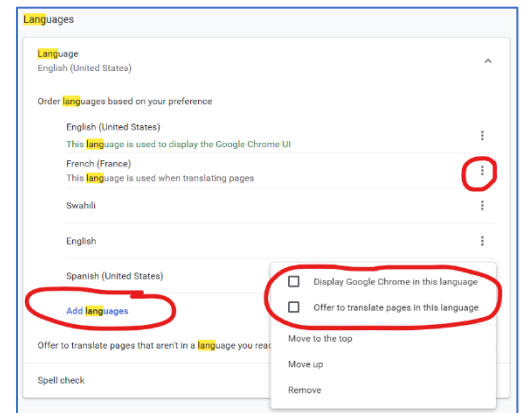 Languages
Language
English (United States)
Order languages based on your preference
English (United States)
This language is used to display the Google Chrome UI
French (France)
This language is used when translating pages
Swahili
English
Spanish (United States)
Display Google Chrome in this language
Add languages
Offer to translate pages in this language
Offer to translate pages that aren't in a language you read
Move to the top
Move up
Spell check
Remove